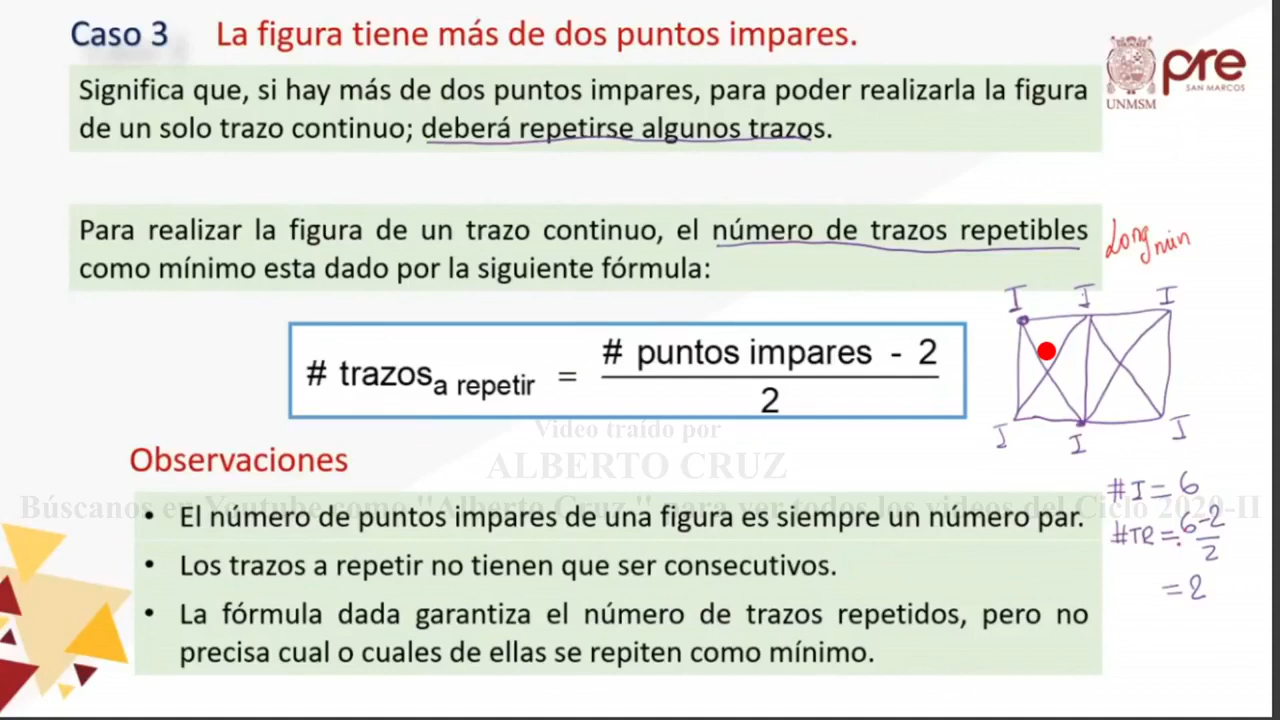 Caso 3 La figura tiene más de dos puntos impares.
pre
SAN MARCOS
UNMSM
Significa que, si hay más de dos puntos impares, para poder realizarla la figura
de un solo trazo continuo; deberá repetirse algunos trazos.
Para realizar la figura de un trazo continuo, el número de trazos repetibles
como mínimo esta dado por la siguiente fórmula:
Long mín
I I I
# trazos a repetir = # puntos impares - 2
2
I I I
Video traído por
ALBERTO CRUZ
Búscanos en Youtube como "Alberto Cruz " para ver todos los videos del Ciclo 2020-II
Observaciones
• El número de puntos impares de una figura es siempre un número par.
• Los trazos a repetir no tienen que ser consecutivos.
• La fórmula dada garantiza el número de trazos repetidos, pero no
precisa cual o cuales de ellas se repiten como mínimo.
#I = 6
#TR = 6-2
2
= 2